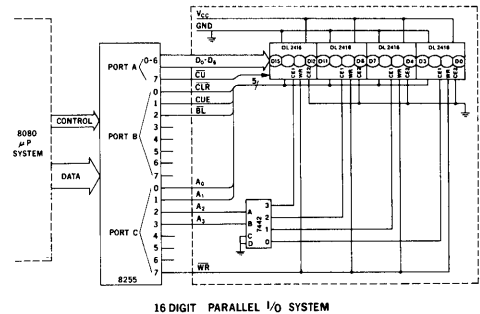 VCC
GND
DL 2416 DL 2416 DL 2416 DL 2416
D15 D12 D11 D8 D7 D4 D3 D0
CE1 WR CE2 CE1 WR CE2 CE1 WR CE2 CE1 WR CE2
0-6 D0-D6
PORT A
7 CU
5
0 CLR
1 CUE
2 BL
3
4
5
6
7
PORT B
CONTROL
8080
μP
SYSTEM
DATA
0 A0
1 A1
2 A2
3 A3
4
5
6
7 WR
PORT C
A
B
C
D
7442
3
2
1
0
8255
16 DIGIT PARALLEL I/O SYSTEM